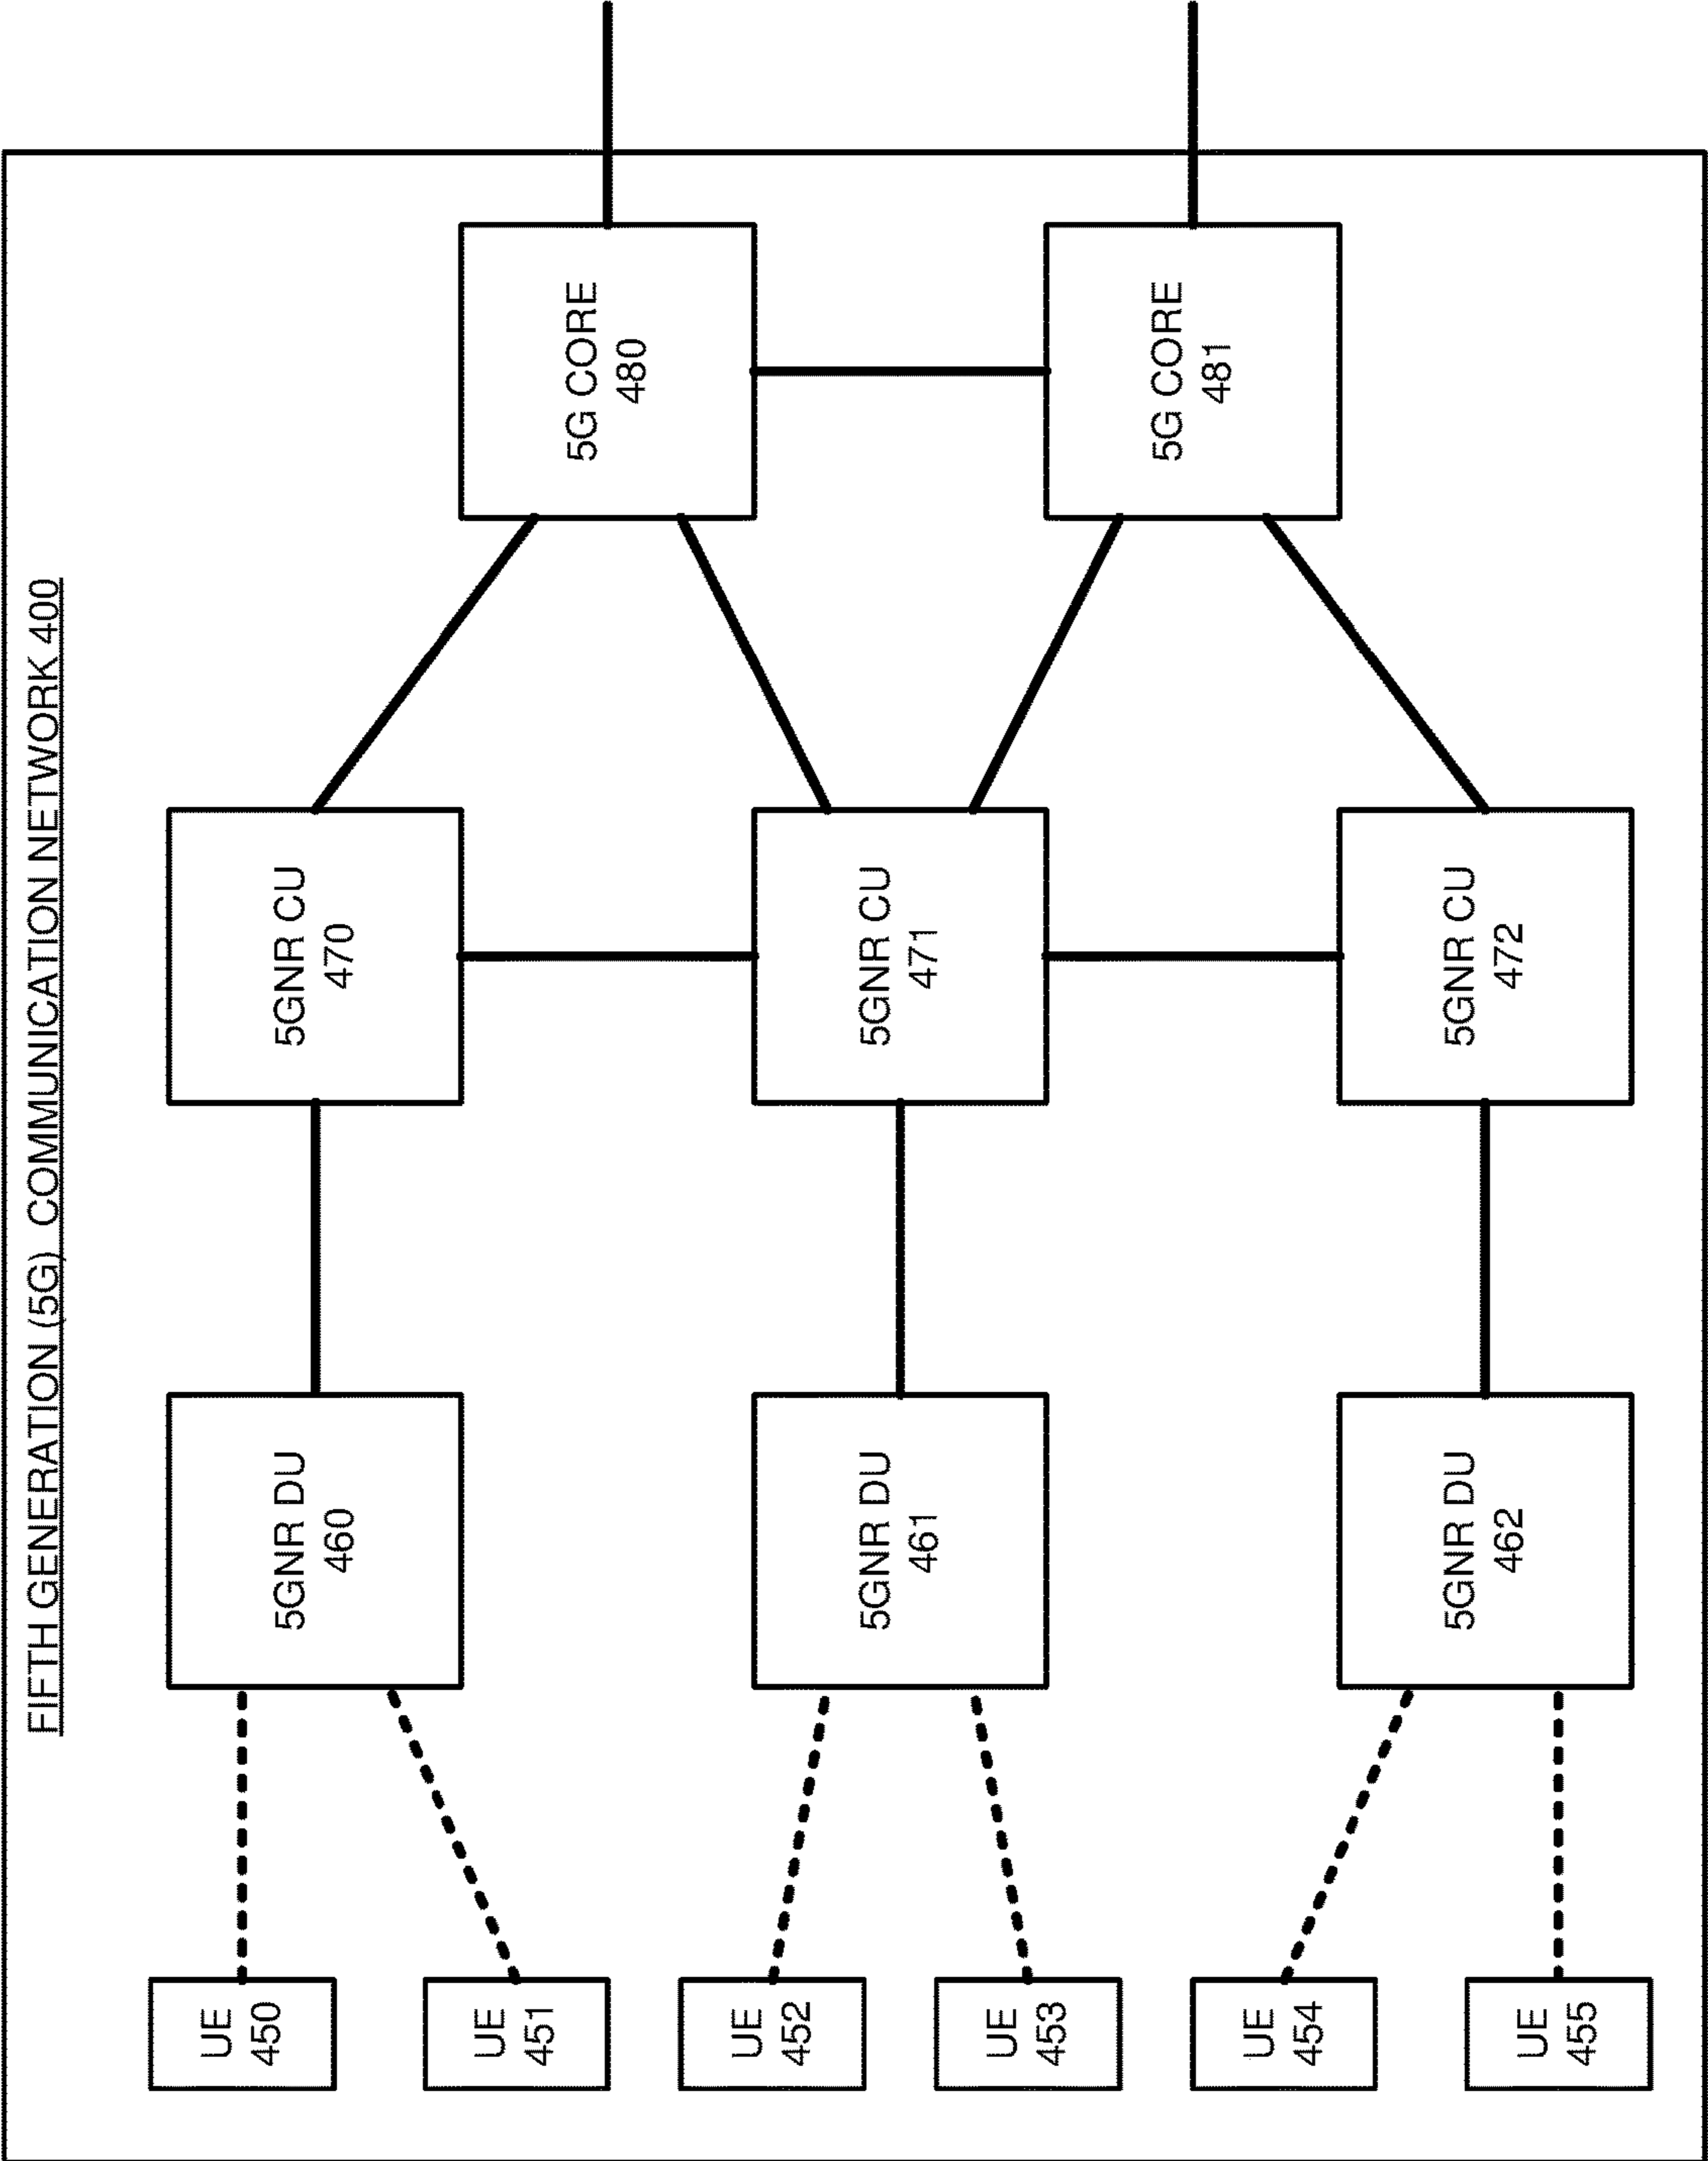 FIFTH GENERATION (5G) COMMUNICATION NETWORK 400
UE
450
UE
451
UE
452
UE
453
UE
454
UE
455
5GNR DU
460
5GNR DU
461
5GNR DU
462
5GNR CU
470
5GNR CU
471
5GNR CU
472
5G CORE
480
5G CORE
481